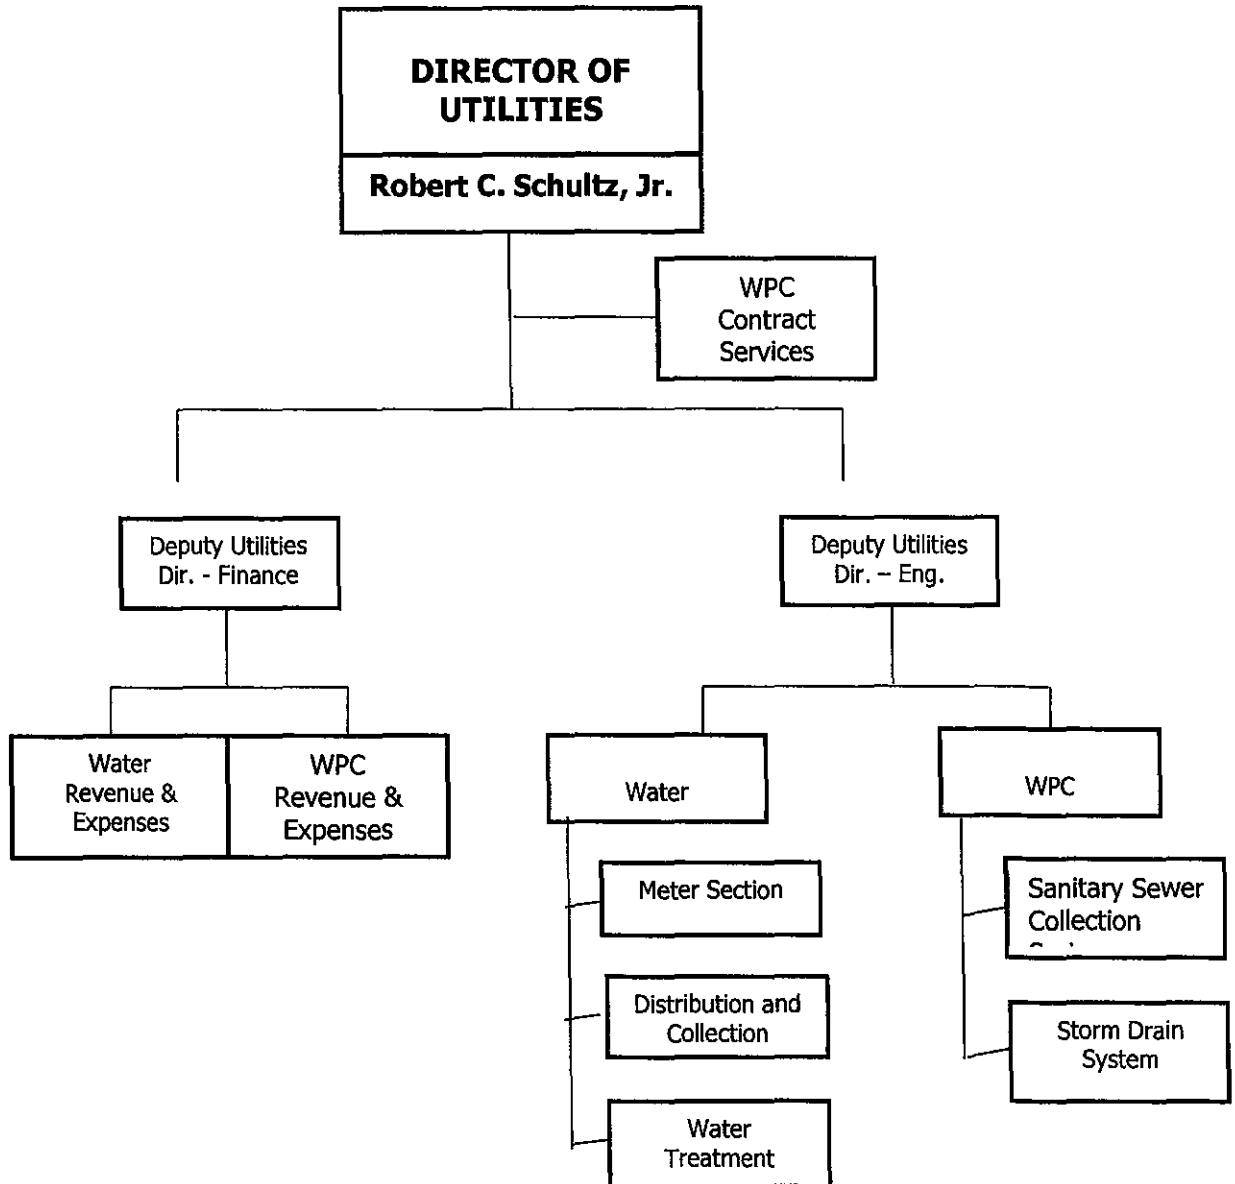 DIRECTOR OF
UTILITIES
Robert C. Schultz, Jr.
WPC
Contract
Services
Deputy Utilities
Dir. - Finance
Deputy Utilities
Dir. – Eng.
Water
Revenue &
Expenses
WPC
Revenue &
Expenses
Water
WPC
Meter Section
Sanitary Sewer
Collection
Distribution and
Collection
Storm Drain
System
Water
Treatment